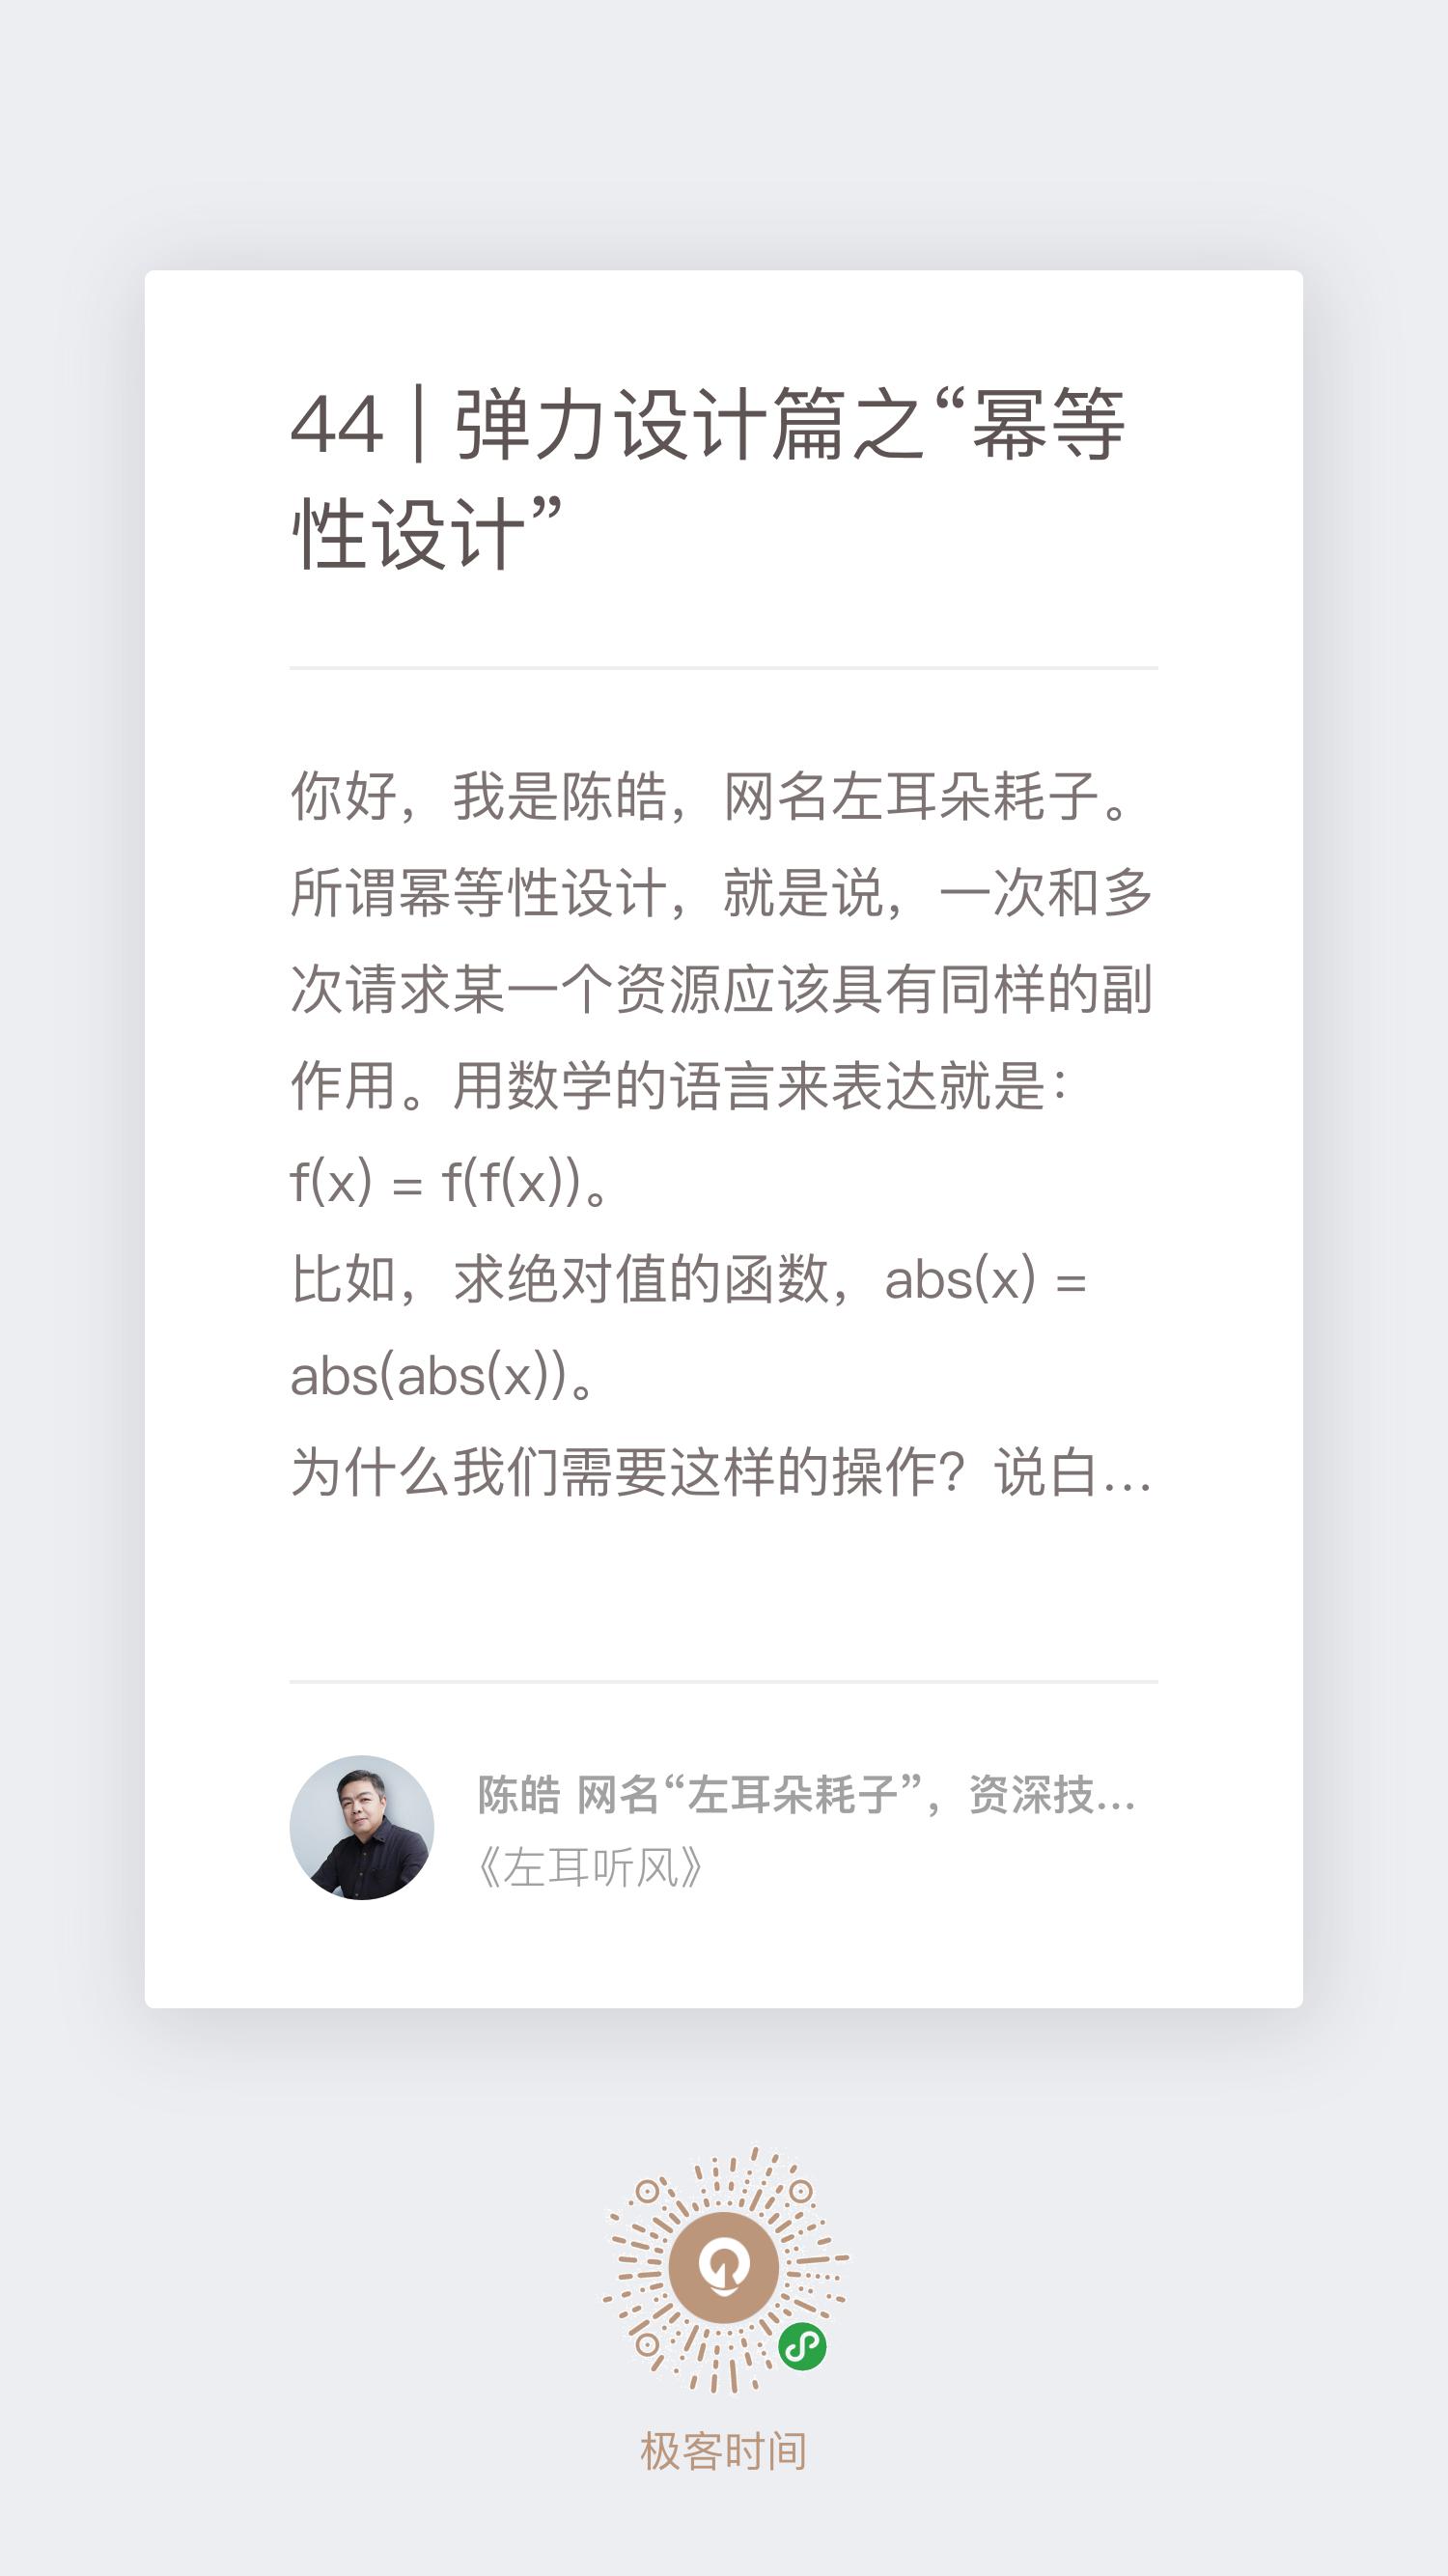 44 | 弹力设计篇之“幂等
性设计”
你好，我是陈皓，网名左耳朵耗子。
所谓幂等性设计，就是说，一次和多
次请求某一个资源应该具有同样的副
作用。用数学的语言来表达就是：
f(x) = f(f(x))。
比如，求绝对值的函数，abs(x) =
abs(abs(x))。
为什么我们需要这样的操作？说白...
陈皓 网名“左耳朵耗子”，资深技...
《左耳听风》
极客时间